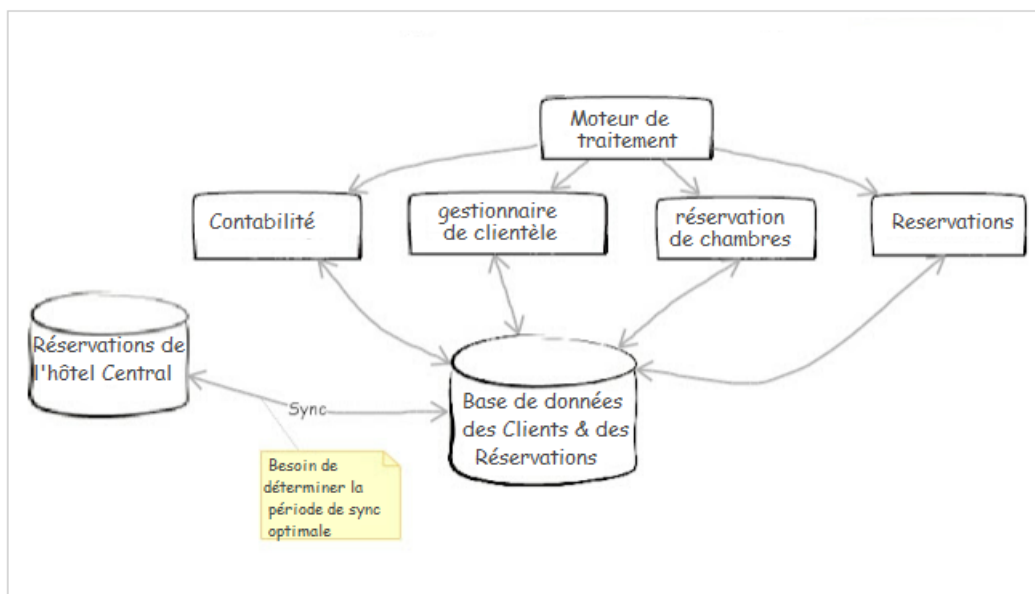 Moteur de
traitement
Contabilité
gestionnaire
de clientèle
réservation
de chambres
Reservations
Réservations de
l'hôtel Central
Sync
Base de données
des Clients & des
Réservations
Besoin de
déterminer la
période de sync
optimale